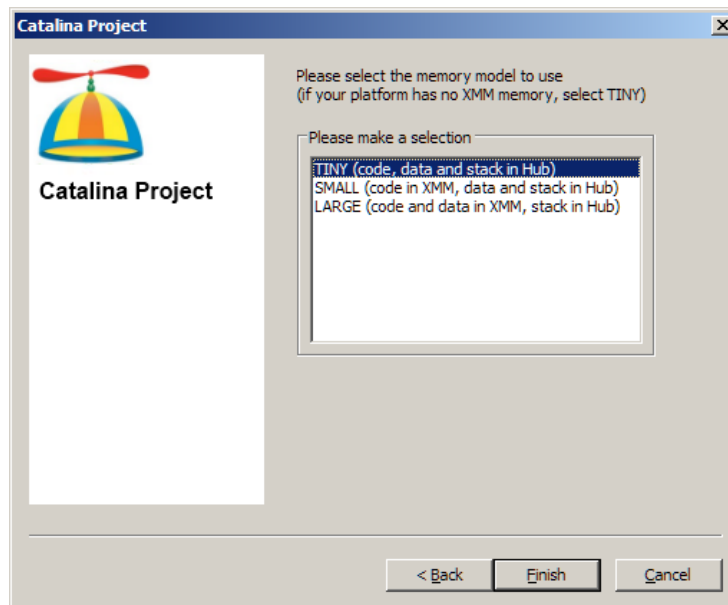 Catalina Project
Please select the memory model to use
(if your platform has no XMM memory, select TINY)
Please make a selection
TINY (code, data and stack in Hub)
SMALL (code in XMM, data and stack in Hub)
LARGE (code and data in XMM, stack in Hub)
Catalina Project
< Back
Finish
Cancel